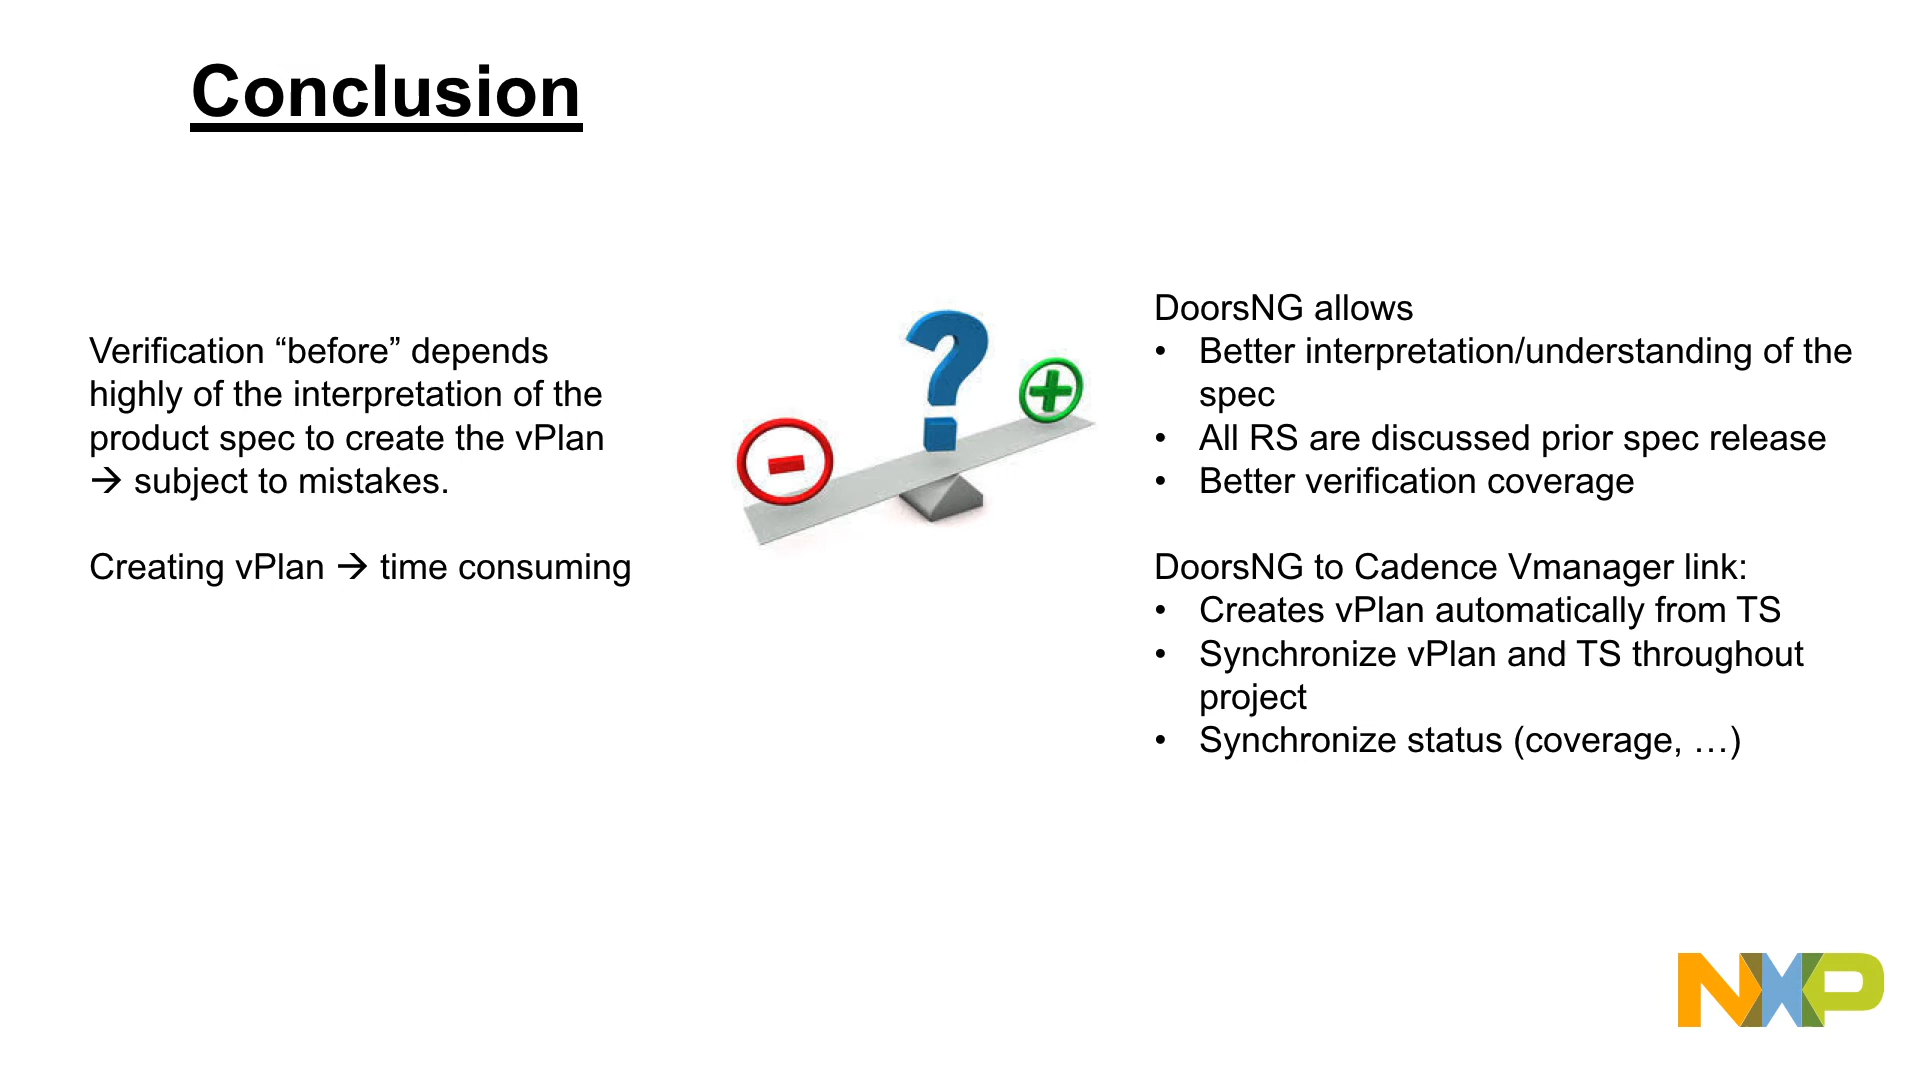 Conclusion
Verification “before” depends
highly of the interpretation of the
product spec to create the vPlan
→ subject to mistakes.
Creating vPlan → time consuming
DoorsNG allows
• Better interpretation/understanding of the
spec
• All RS are discussed prior spec release
• Better verification coverage
DoorsNG to Cadence Vmanager link:
• Creates vPlan automatically from TS
• Synchronize vPlan and TS throughout
project
• Synchronize status (coverage, …)
NXP